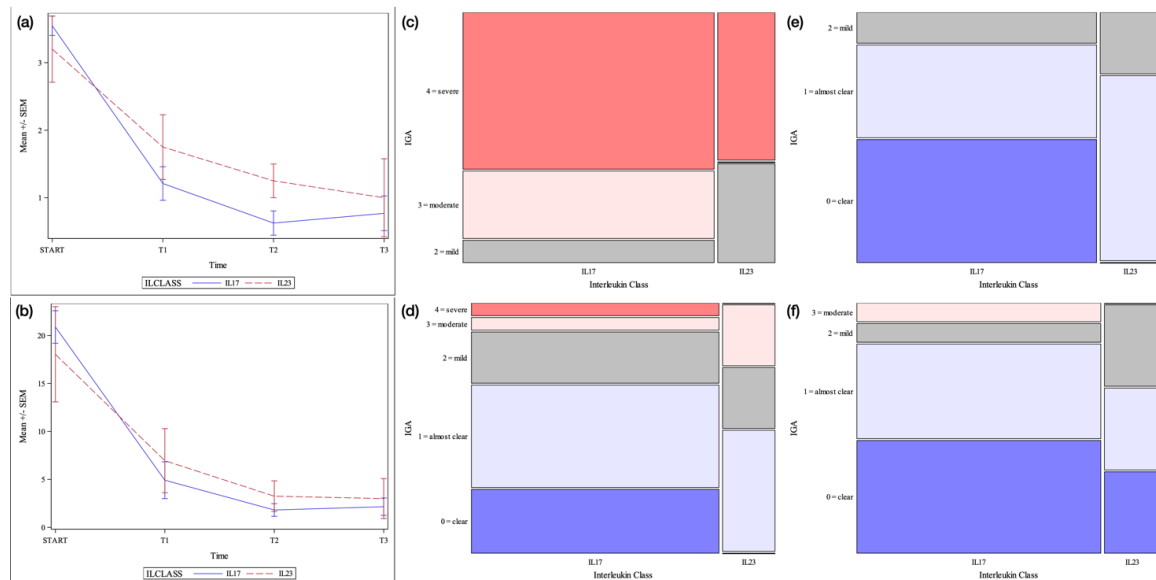 (a)
Mean +/- SEM
3
2
1
START
T1
T2
T3
Time
ILCLASS IL17 IL23
(b)
Mean +/- SEM
20
15
10
5
0
START
T1
T2
T3
Time
ILCLASS IL17 IL23
(c)
IGA
4 = severe
3 = moderate
2 = mild
IL17
IL23
Interleukin Class
(d)
IGA
4 = severe
3 = moderate
2 = mild
1 = almost clear
0 = clear
IL17
IL23
Interleukin Class
(e)
IGA
2 = mild
1 = almost clear
0 = clear
IL17
IL23
Interleukin Class
(f)
IGA
3 = moderate
2 = mild
1 = almost clear
0 = clear
IL17
IL23
Interleukin Class